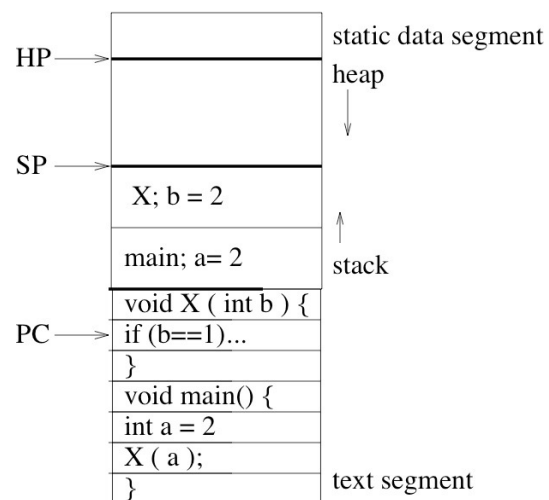 static data segment
HP
heap
SP
X; b = 2
main; a= 2
stack
void X ( int b ) {
PC
if (b==1)...
}
void main() {
int a = 2
X ( a );
}
text segment